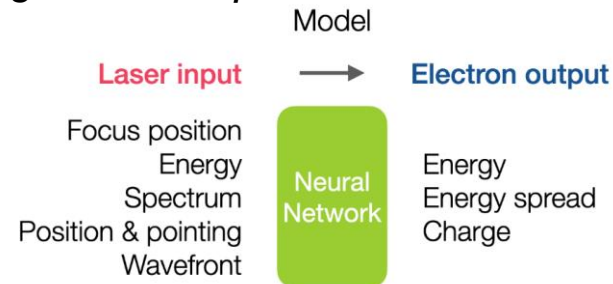 Model
Laser input
Electron output
Focus position
Energy
Spectrum
Position & pointing
Wavefront
Neural
Network
Energy
Energy spread
Charge